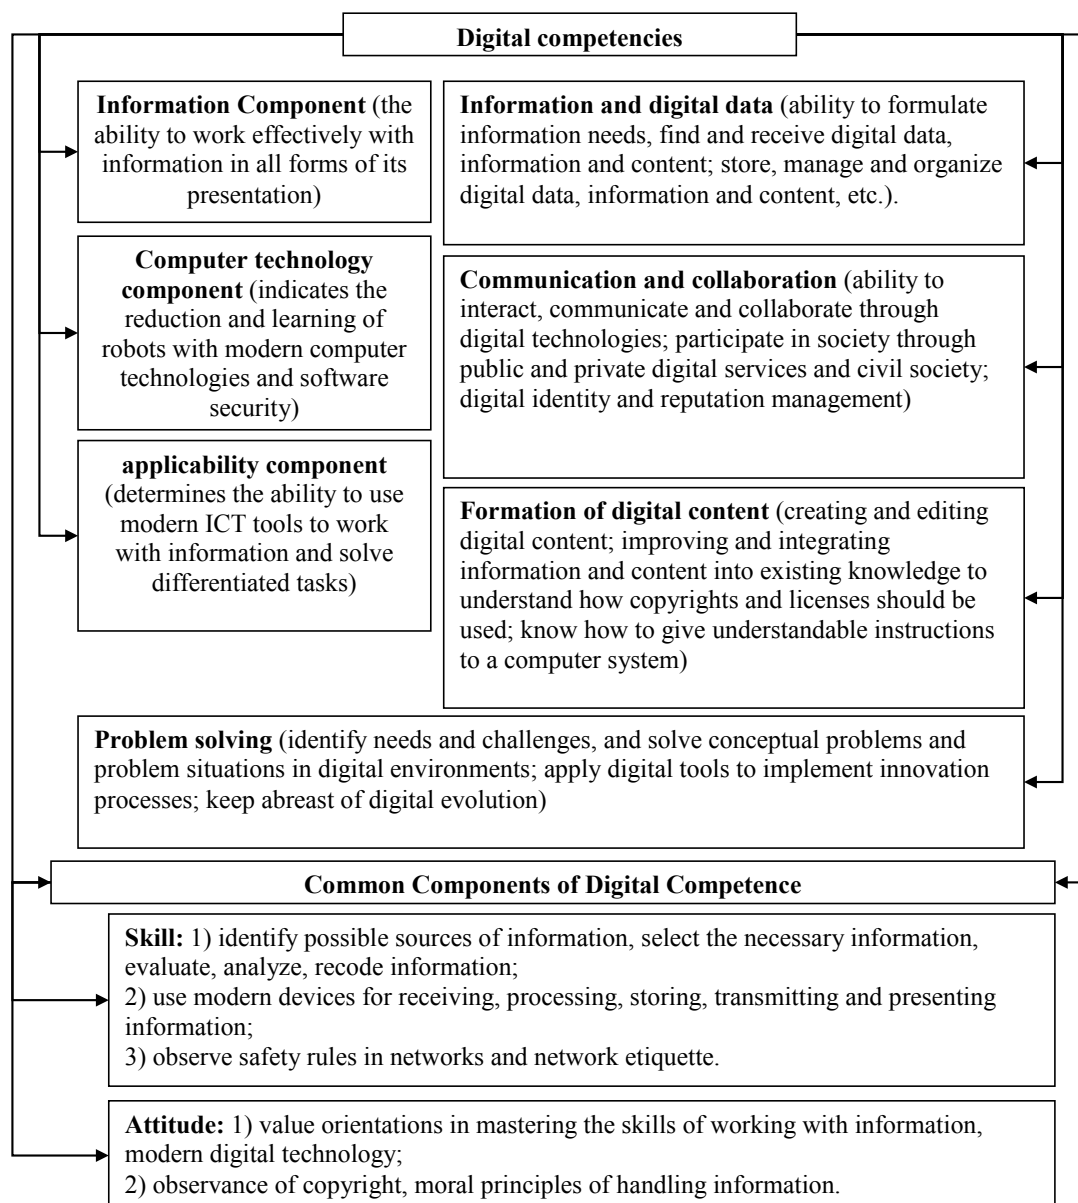 Digital competencies
Information Component (the
ability to work effectively with
information in all forms of its
presentation)
Computer technology
component (indicates the
reduction and learning of
robots with modern computer
technologies and software
security)
applicability component
(determines the ability to use
modern ICT tools to work
with information and solve
differentiated tasks)
Information and digital data (ability to formulate
information needs, find and receive digital data,
information and content; store, manage and organize
digital data, information and content, etc.).
Communication and collaboration (ability to
interact, communicate and collaborate through
digital technologies; participate in society through
public and private digital services and civil society;
digital identity and reputation management)
Formation of digital content (creating and editing
digital content; improving and integrating
information and content into existing knowledge to
understand how copyrights and licenses should be
used; know how to give understandable instructions
to a computer system)
Problem solving (identify needs and challenges, and solve conceptual problems and
problem situations in digital environments; apply digital tools to implement innovation
processes; keep abreast of digital evolution)
Common Components of Digital Competence
Skill: 1) identify possible sources of information, select the necessary information,
evaluate, analyze, recode information;
2) use modern devices for receiving, processing, storing, transmitting and presenting
information;
3) observe safety rules in networks and network etiquette.
Attitude: 1) value orientations in mastering the skills of working with information,
modern digital technology;
2) observance of copyright, moral principles of handling information.